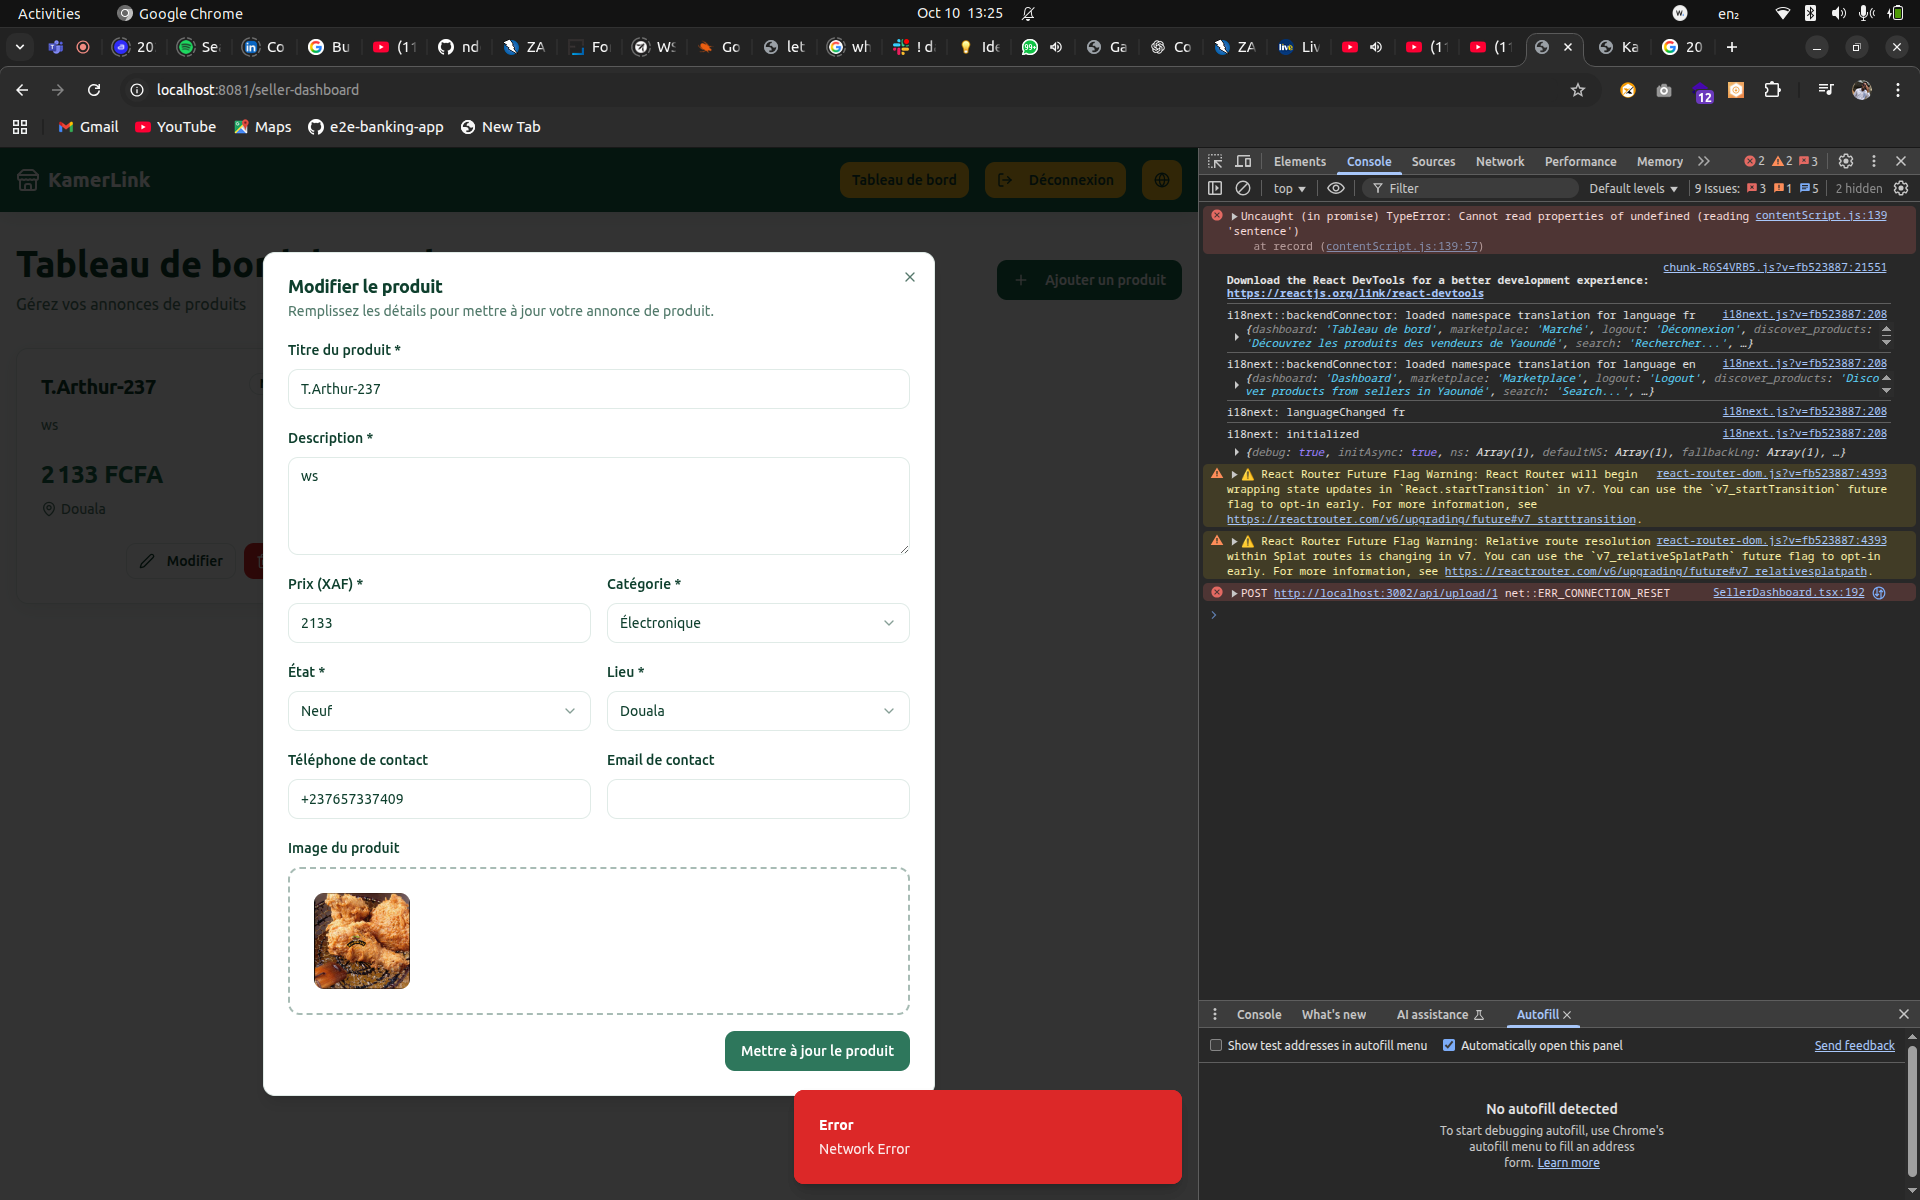 Activities
Google Chrome
Oct 10 13:25
en₂
20
Se
Co
Bu
(1
nd
ZA
Fo
WS
Go
let
wh
! d
Ide
99+
Ga
Co
ZA
Liv
(1
(1
Ka
20
localhost:8081/seller-dashboard
12
Gmail
YouTube
Maps
e2e-banking-app
New Tab
KamerLink
Tableau de bord
Déconnexion
Tableau de bor
Gérez vos annonces de produits
Ajouter un produit
T.Arthur-237
ws
2 133 FCFA
Douala
Modifier
Modifier le produit
Remplissez les détails pour mettre à jour votre annonce de produit.
Titre du produit *
T.Arthur-237
Description *
ws
Prix (XAF) *
Catégorie *
2133
Électronique
État *
Lieu *
Neuf
Douala
Téléphone de contact
Email de contact
+237657337409
Image du produit
Mettre à jour le produit
Error
Network Error
Elements
Console
Sources
Network
Performance
Memory
2
2
3
top
Filter
Default levels
9 Issues:
3
1
5
2 hidden
Uncaught (in promise) TypeError: Cannot read properties of undefined (reading contentScript.js:139
'sentence')
at record (contentScript.js:139:57)
chunk-R6S4VRB5.js?v=fb523887:21551
Download the React DevTools for a better development experience:
https://reactjs.org/link/react-devtools
i18next::backendConnector: loaded namespace translation for language fr i18next.js?v=fb523887:208
{dashboard: 'Tableau de bord', marketplace: 'Marché', logout: 'Déconnexion', discover_products:
'Découvrez les produits des vendeurs de Yaoundé', search: 'Rechercher...', …}
i18next::backendConnector: loaded namespace translation for language en i18next.js?v=fb523887:208
{dashboard: 'Dashboard', marketplace: 'Marketplace', logout: 'Logout', discover_products: 'Disco
ver products from sellers in Yaoundé', search: 'Search...', …}
i18next: languageChanged fr i18next.js?v=fb523887:208
i18next: initialized i18next.js?v=fb523887:208
{debug: true, initAsync: true, ns: Array(1), defaultNS: Array(1), fallbackLng: Array(1), …}
⚠️ React Router Future Flag Warning: React Router will begin react-router-dom.js?v=fb523887:4393
wrapping state updates in `React.startTransition` in v7. You can use the `v7_startTransition` future
flag to opt-in early. For more information, see
https://reactrouter.com/v6/upgrading/future#v7_starttransition.
⚠️ React Router Future Flag Warning: Relative route resolution react-router-dom.js?v=fb523887:4393
within Splat routes is changing in v7. You can use the `v7_relativeSplatPath` future flag to opt-in
early. For more information, see https://reactrouter.com/v6/upgrading/future#v7_relativesplatpath.
POST http://localhost:3002/api/upload/1 net::ERR_CONNECTION_RESET SellerDashboard.tsx:192
Console
What's new
AI assistance
Autofill
Show test addresses in autofill menu
Automatically open this panel
Send feedback
No autofill detected
To start debugging autofill, use Chrome's
autofill menu to fill an address
form. Learn more